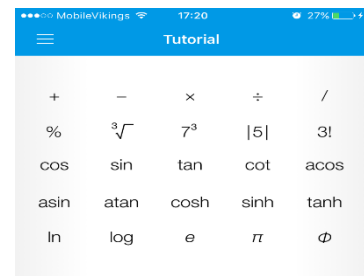 MobileVikings 17:20 27%
Tutorial
+ − × ÷ /
% ³√ 7³ |5| 3!
cos sin tan cot acos
asin atan cosh sinh tanh
ln log e π Φ